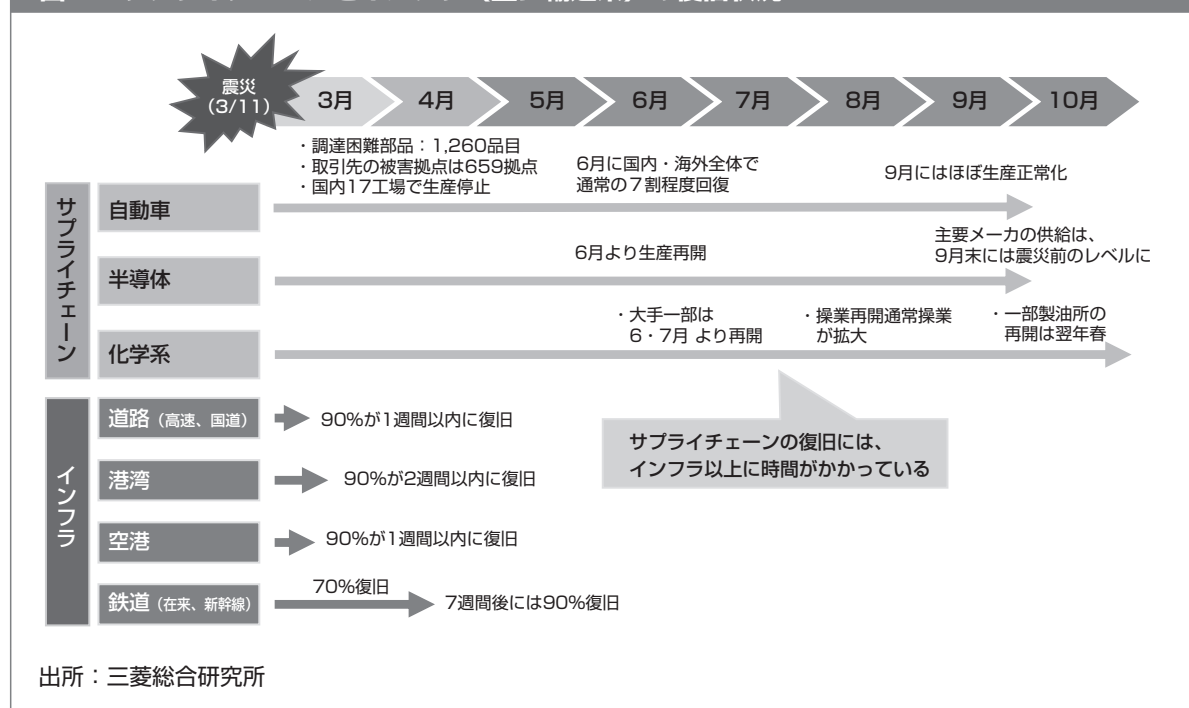 震災
(3/11)
3月
4月
5月
6月
7月
8月
9月
10月
・調達困難部品：1,260品目
・取引先の被害拠点は659拠点
・国内17工場で生産停止
6月に国内・海外全体で
通常の7割程度回復
9月にはほぼ生産正常化
サプライチェーン
自動車
6月より生産再開
主要メーカの供給は、
9月末には震災前のレベルに
半導体
・大手一部は
6・7月 より再開
・操業再開通常操業
が拡大
・一部製油所の
再開は翌年春
化学系
インフラ
道路（高速、国道）
90%が1週間以内に復旧
サプライチェーンの復旧には、
インフラ以上に時間がかかっている
港湾
90%が2週間以内に復旧
空港
90%が1週間以内に復旧
鉄道（在来、新幹線）
70%復旧
7週間後には90%復旧
出所：三菱総合研究所